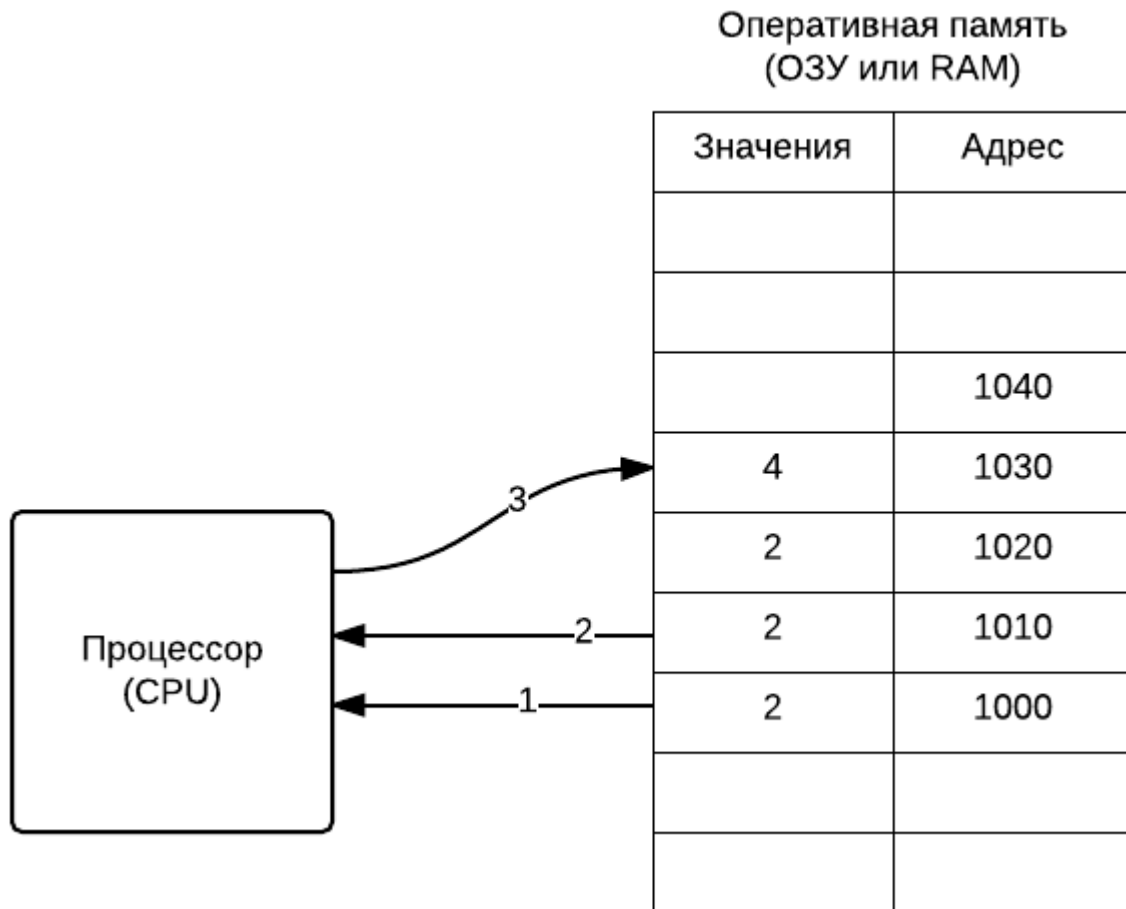 Оперативная память
(ОЗУ или RAM)
Значения Адрес
1040
4 1030
3
2 1020
2 2 1010
Процессор
(CPU)
1 2 1000